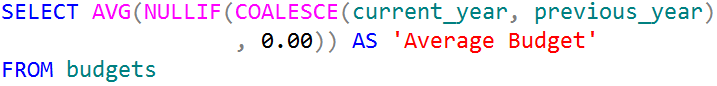 SELECT AVG(NULLIF(COALESCE(current_year, previous_year)
, 0.00)) AS 'Average Budget'
FROM budgets